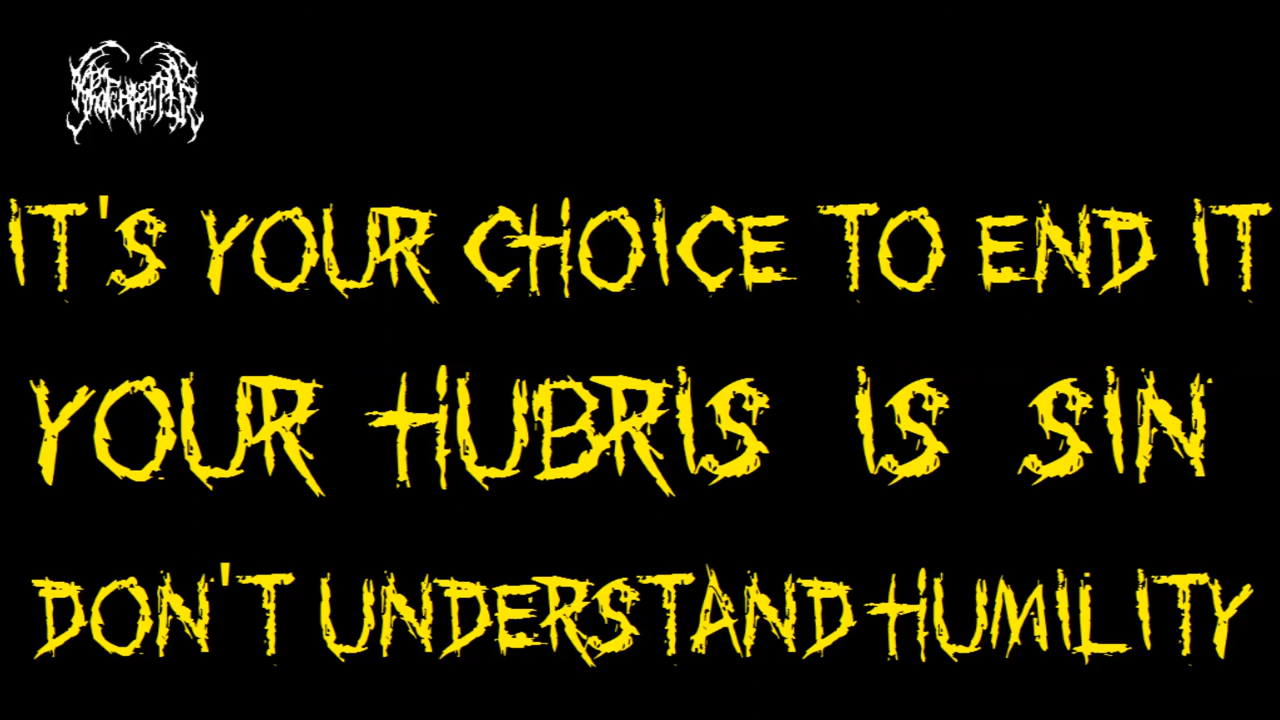 IT'S YOUR CHOICE TO END IT
YOUR HUBRIS IS SIN
DON'T UNDERSTAND HUMILITY